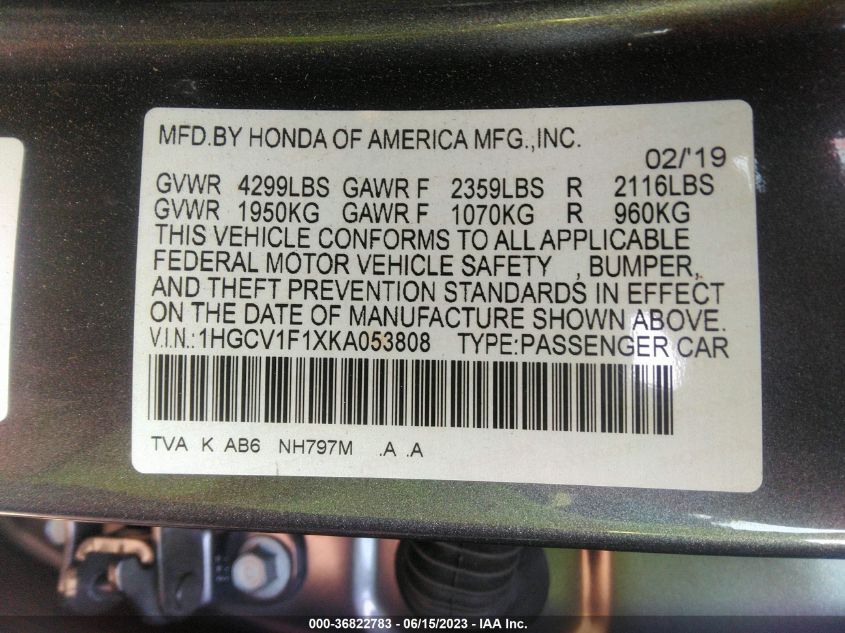 MFD.BY HONDA OF AMERICA MFG.,INC.
02/'19
GVWR 4299LBS GAWR F 2359LBS R 2116LBS
GVWR 1950KG GAWR F 1070KG R 960KG
THIS VEHICLE CONFORMS TO ALL APPLICABLE
FEDERAL MOTOR VEHICLE SAFETY , BUMPER,
AND THEFT PREVENTION STANDARDS IN EFFECT
ON THE DATE OF MANUFACTURE SHOWN ABOVE.
V.I.N.:1HGCV1F1XKA053808 TYPE:PASSENGER CAR
TVA K AB6 NH797M .A .A
000-36822783 — 06/15/2023 — IAA Inc.